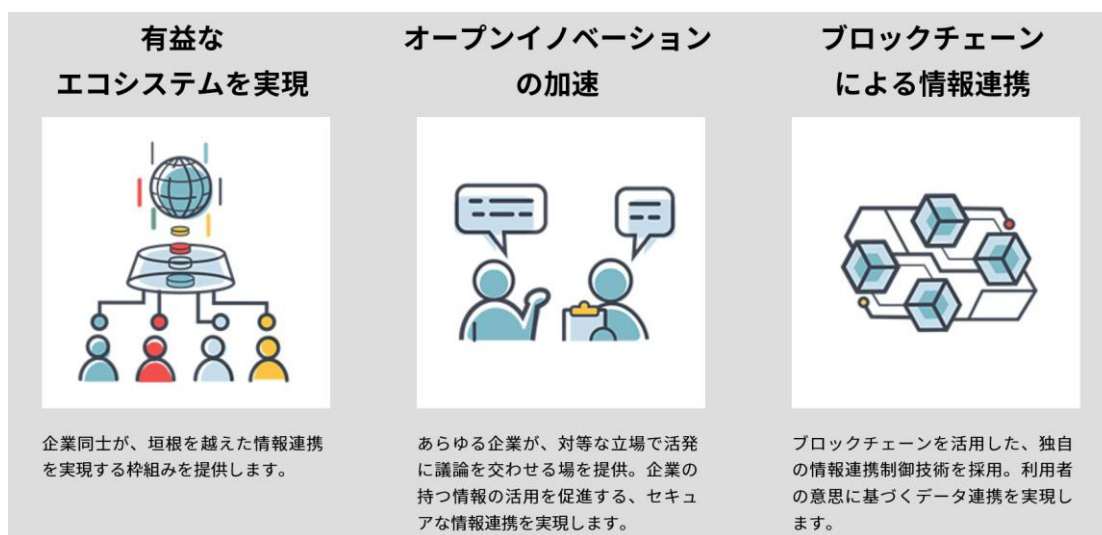 有益な
エコシステムを実現
企業同士が、垣根を越えた情報連携
を実現する枠組みを提供します。
オープンイノベーション
の加速
あらゆる企業が、対等な立場で活発
に議論を交わせる場を提供。企業の
持つ情報の活用を促進する、セキュ
アな情報連携を実現します。
ブロックチェーン
による情報連携
ブロックチェーンを活用した、独自
の情報連携制御技術を採用。利用者
の意思に基づくデータ連携を実現し
ます。